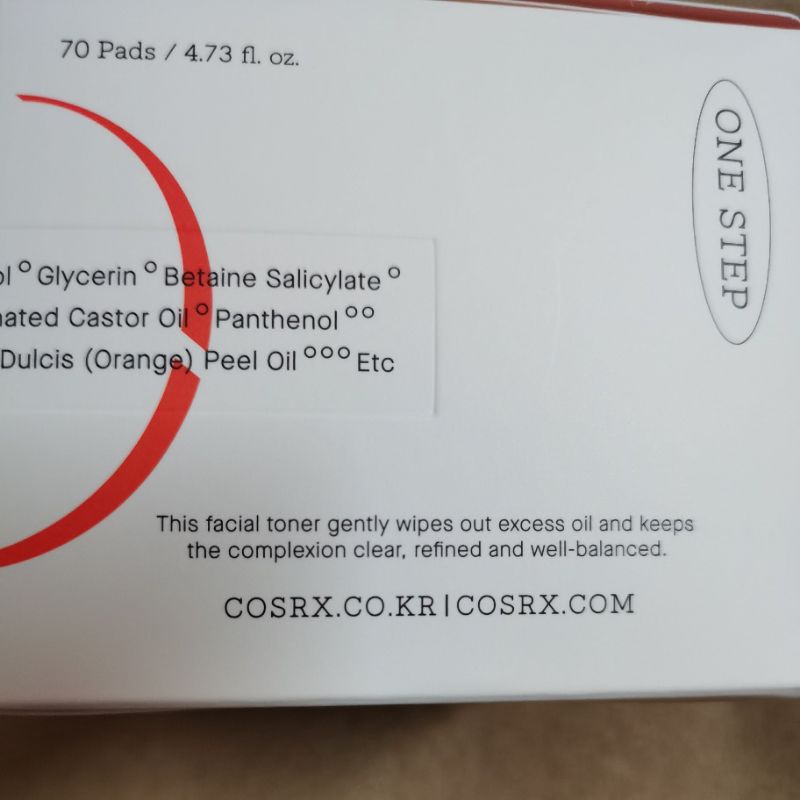 70 Pads / 4.73 fl. oz.
ONE STEP
Glycerin ° Betaine Salicylate °
Castor Oil ° Panthenol °°
Dulcis (Orange) Peel Oil °°° Etc
This facial toner gently wipes out excess oil and keeps
the complexion clear, refined and well-balanced.
COSRX.CO.KR | COSRX.COM